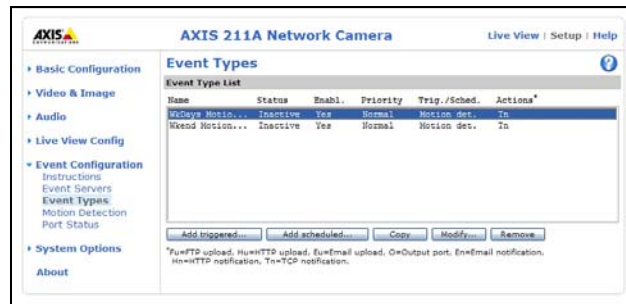 AXIS
COMMUNICATIONS
AXIS 211A Network Camera
Live View | Setup | Help
Basic Configuration
Video & Image
Audio
Live View Config
Event Configuration
Instructions
Event Servers
Event Types
Motion Detection
Port Status
System Options
About
Event Types
?
Event Type List
Name Status Enabl. Priority Trig./Sched. Actions*
WkDays Motio... Inactive Yes Normal Motion det. Tn
Wkend Motion... Inactive Yes Normal Motion det. Tn
Add triggered... Add scheduled... Copy Modify... Remove
*Fu=FTP upload, Hu=HTTP upload, Eu=Email upload, O=Output port, En=Email notification,
Hn=HTTP notification, Tn=TCP notification.